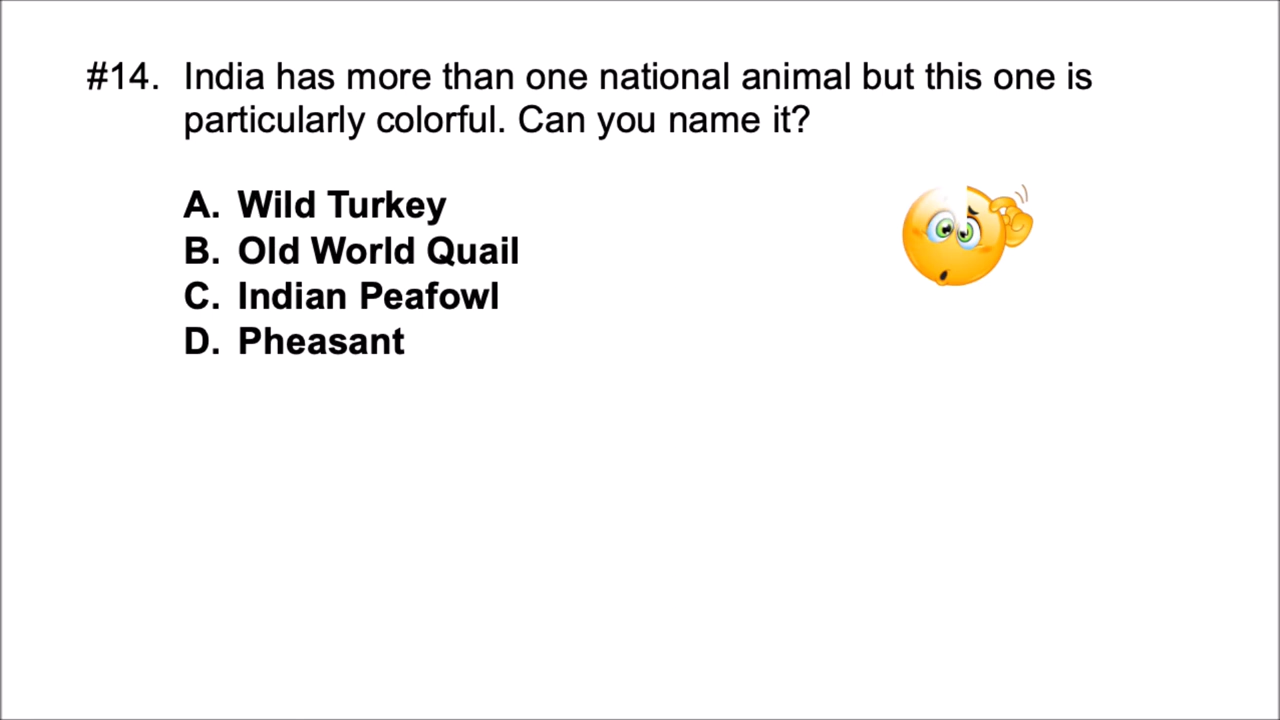 #14. India has more than one national animal but this one is
particularly colorful. Can you name it?
A. Wild Turkey
B. Old World Quail
C. Indian Peafowl
D. Pheasant